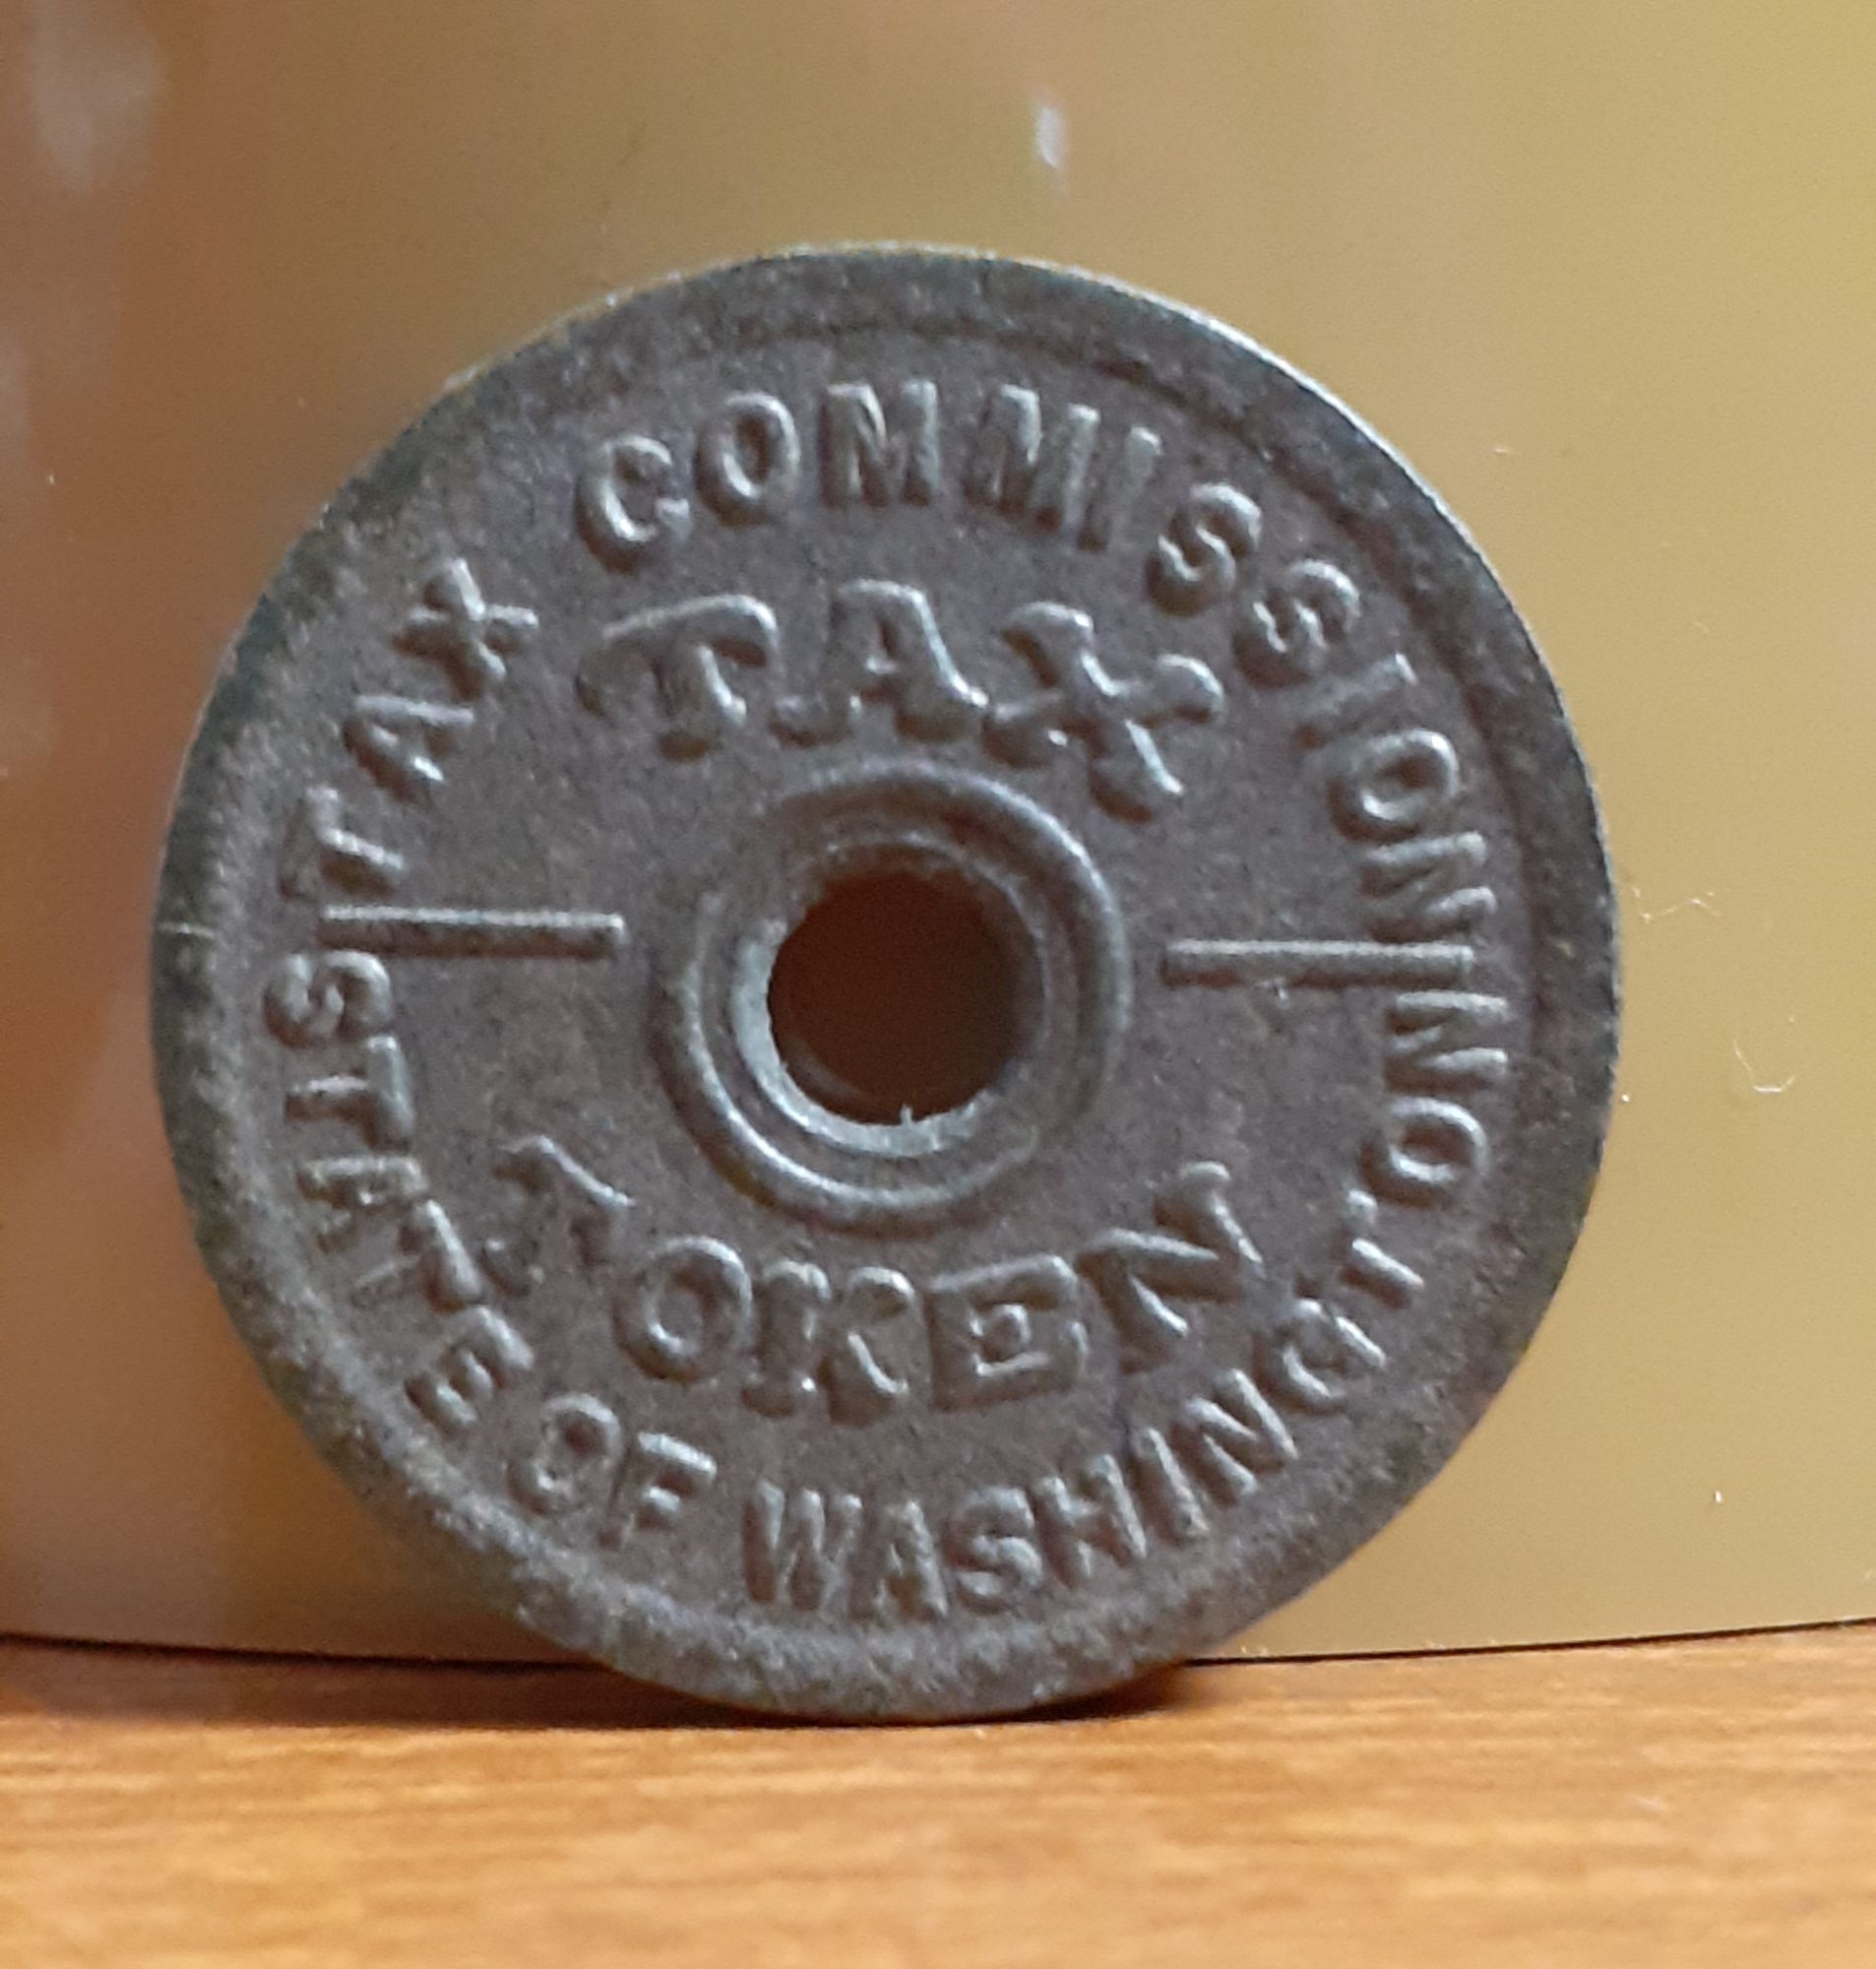 TAX COMMISSION
TAX
TOKEN
STATE OF WASHINGTON